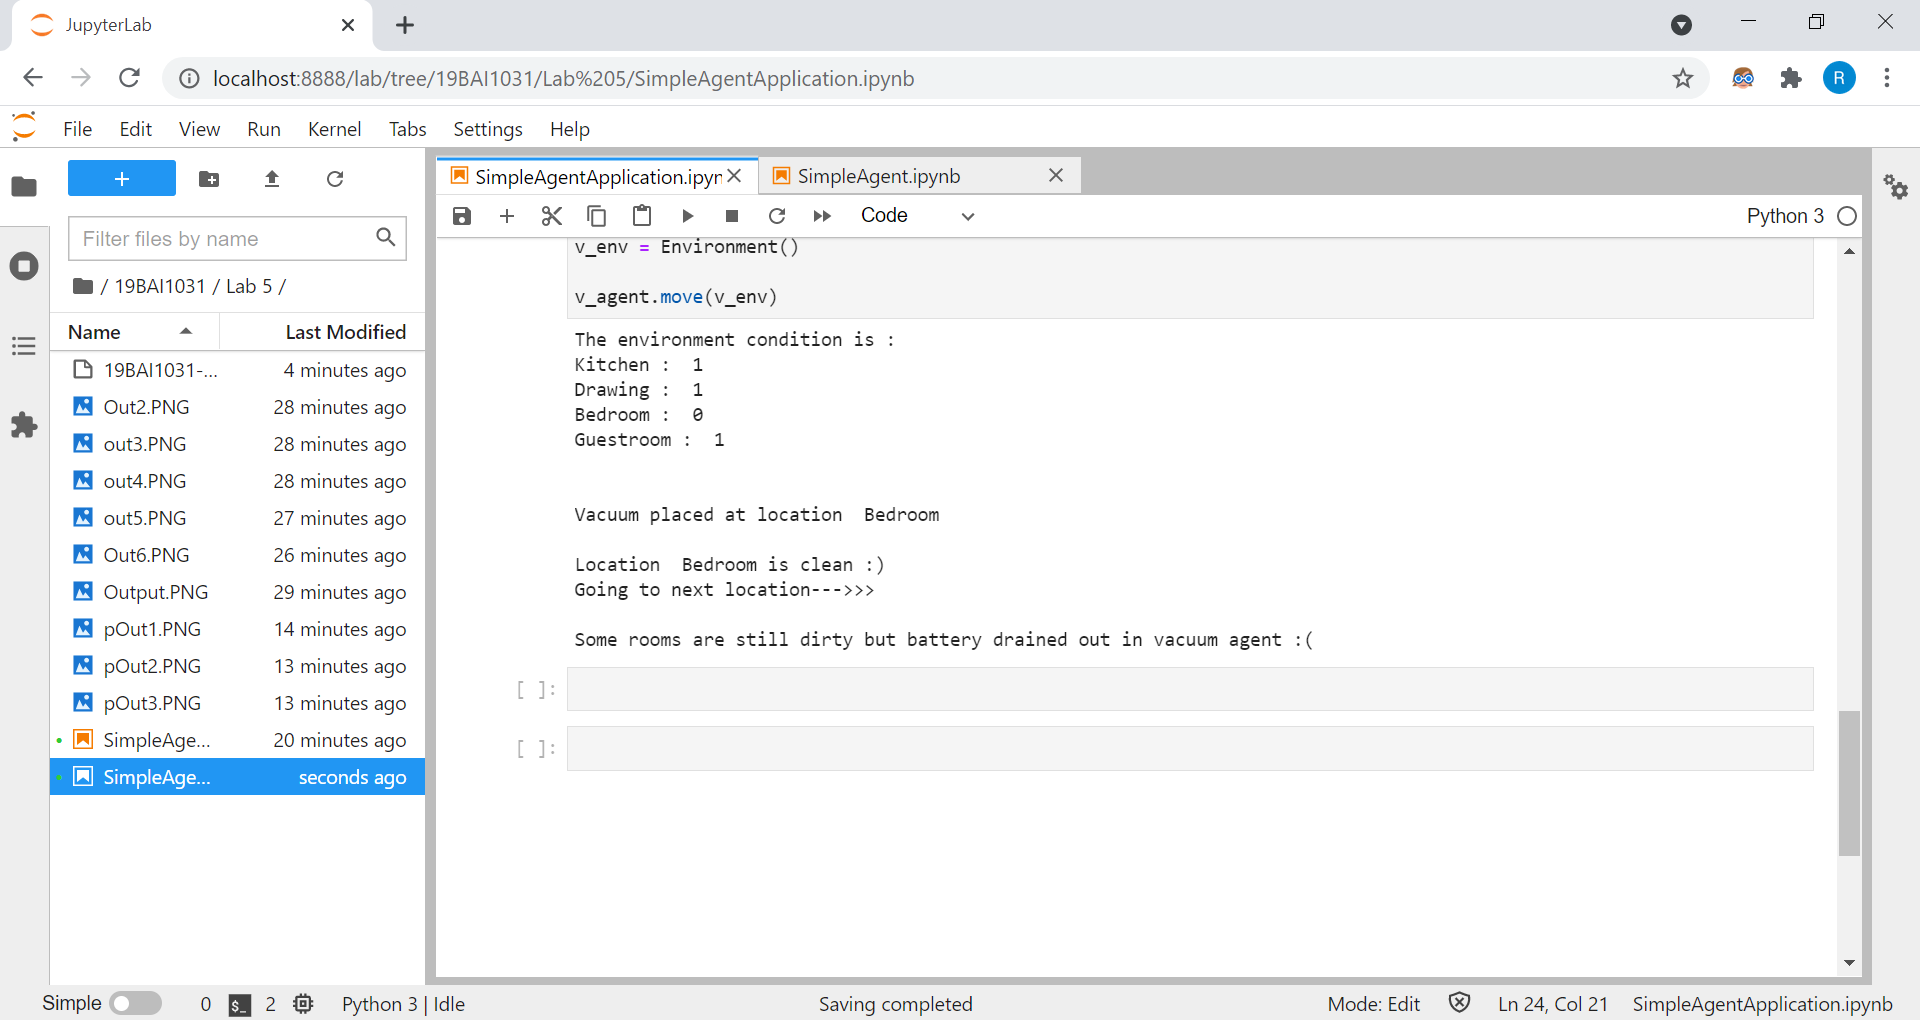 JupyterLab
localhost:8888/lab/tree/19BAI1031/Lab%205/SimpleAgentApplication.ipynb
R
File Edit View Run Kernel Tabs Settings Help
+
SimpleAgentApplication.ipyn
SimpleAgent.ipynb
Code
Python 3
Filter files by name
/ 19BAI1031 / Lab 5 /
Name Last Modified
19BAI1031-... 4 minutes ago
Out2.PNG 28 minutes ago
out3.PNG 28 minutes ago
out4.PNG 28 minutes ago
out5.PNG 27 minutes ago
Out6.PNG 26 minutes ago
Output.PNG 29 minutes ago
pOut1.PNG 14 minutes ago
pOut2.PNG 13 minutes ago
pOut3.PNG 13 minutes ago
SimpleAge... 20 minutes ago
SimpleAge... seconds ago
v_env = Environment()
v_agent.move(v_env)
The environment condition is :
Kitchen :  1
Drawing :  1
Bedroom :  0
Guestroom :  1
Vacuum placed at location  Bedroom
Location  Bedroom is clean :)
Going to next location--->>>
Some rooms are still dirty but battery drained out in vacuum agent :(
[ ]:
[ ]:
Simple 0 $_ 2 Python 3 | Idle Saving completed Mode: Edit Ln 24, Col 21 SimpleAgentApplication.ipynb